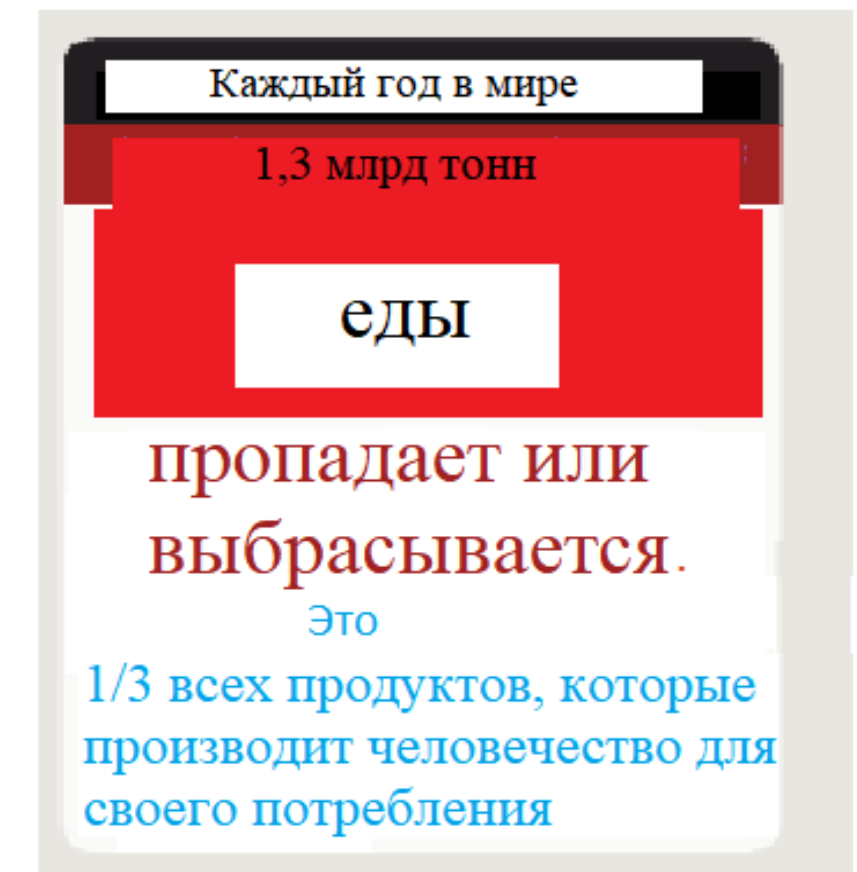 Каждый год в мире
1,3 млрд тонн
еды
пропадает или
выбрасывается.
Это
1/3 всех продуктов, которые
производит человечество для
своего потребления